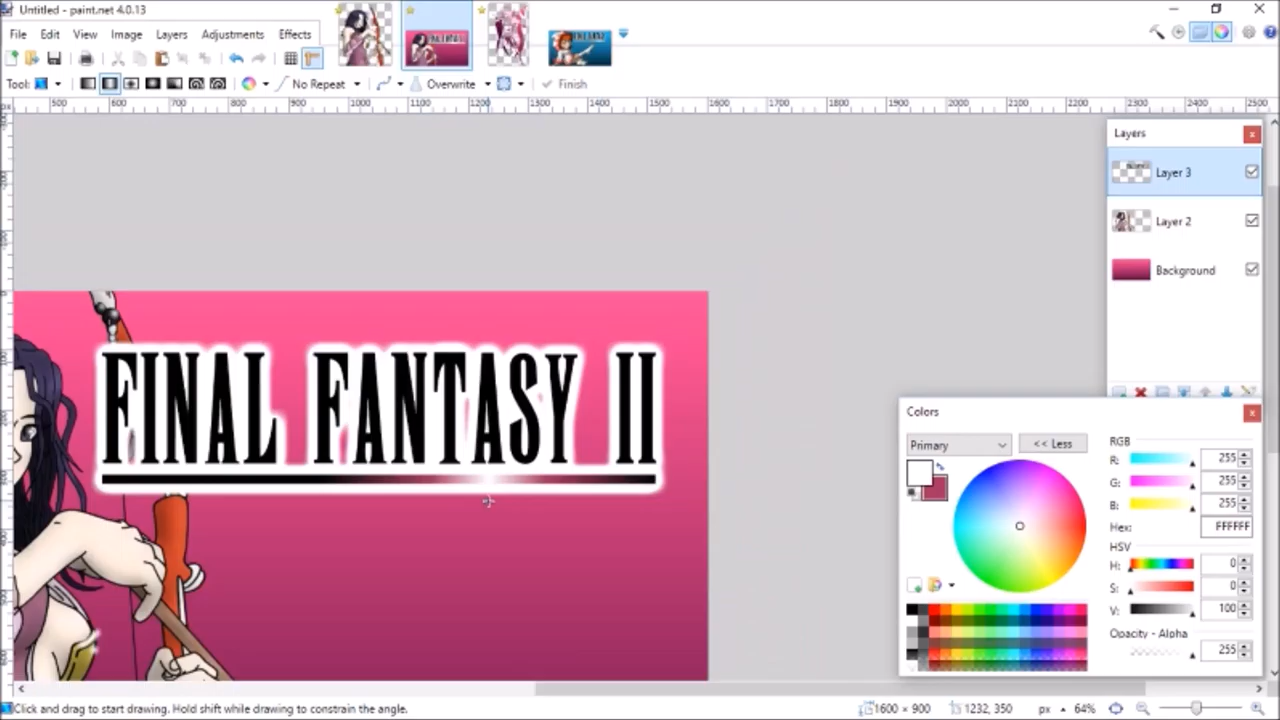 Untitled - paint.net 4.0.13
File Edit View Image Layers Adjustments Effects
Tool: No Repeat Overwrite Finish
px 500 600 700 800 900 1000 1100 1200 1300 1400 1500 1600 1700 1800 1900 2000 2100 2200 2300 2400 2500
Layers
Layer 3
Layer 2
Background
FINAL FANTASY II
Colors
Primary << Less
RGB
R: 255
G: 255
B: 255
Hex: FFFFFF
HSV
H: 0
S: 0
V: 100
Opacity - Alpha
255
Click and drag to start drawing. Hold shift while drawing to constrain the angle. 1600 × 900 1232, 350 px 64%